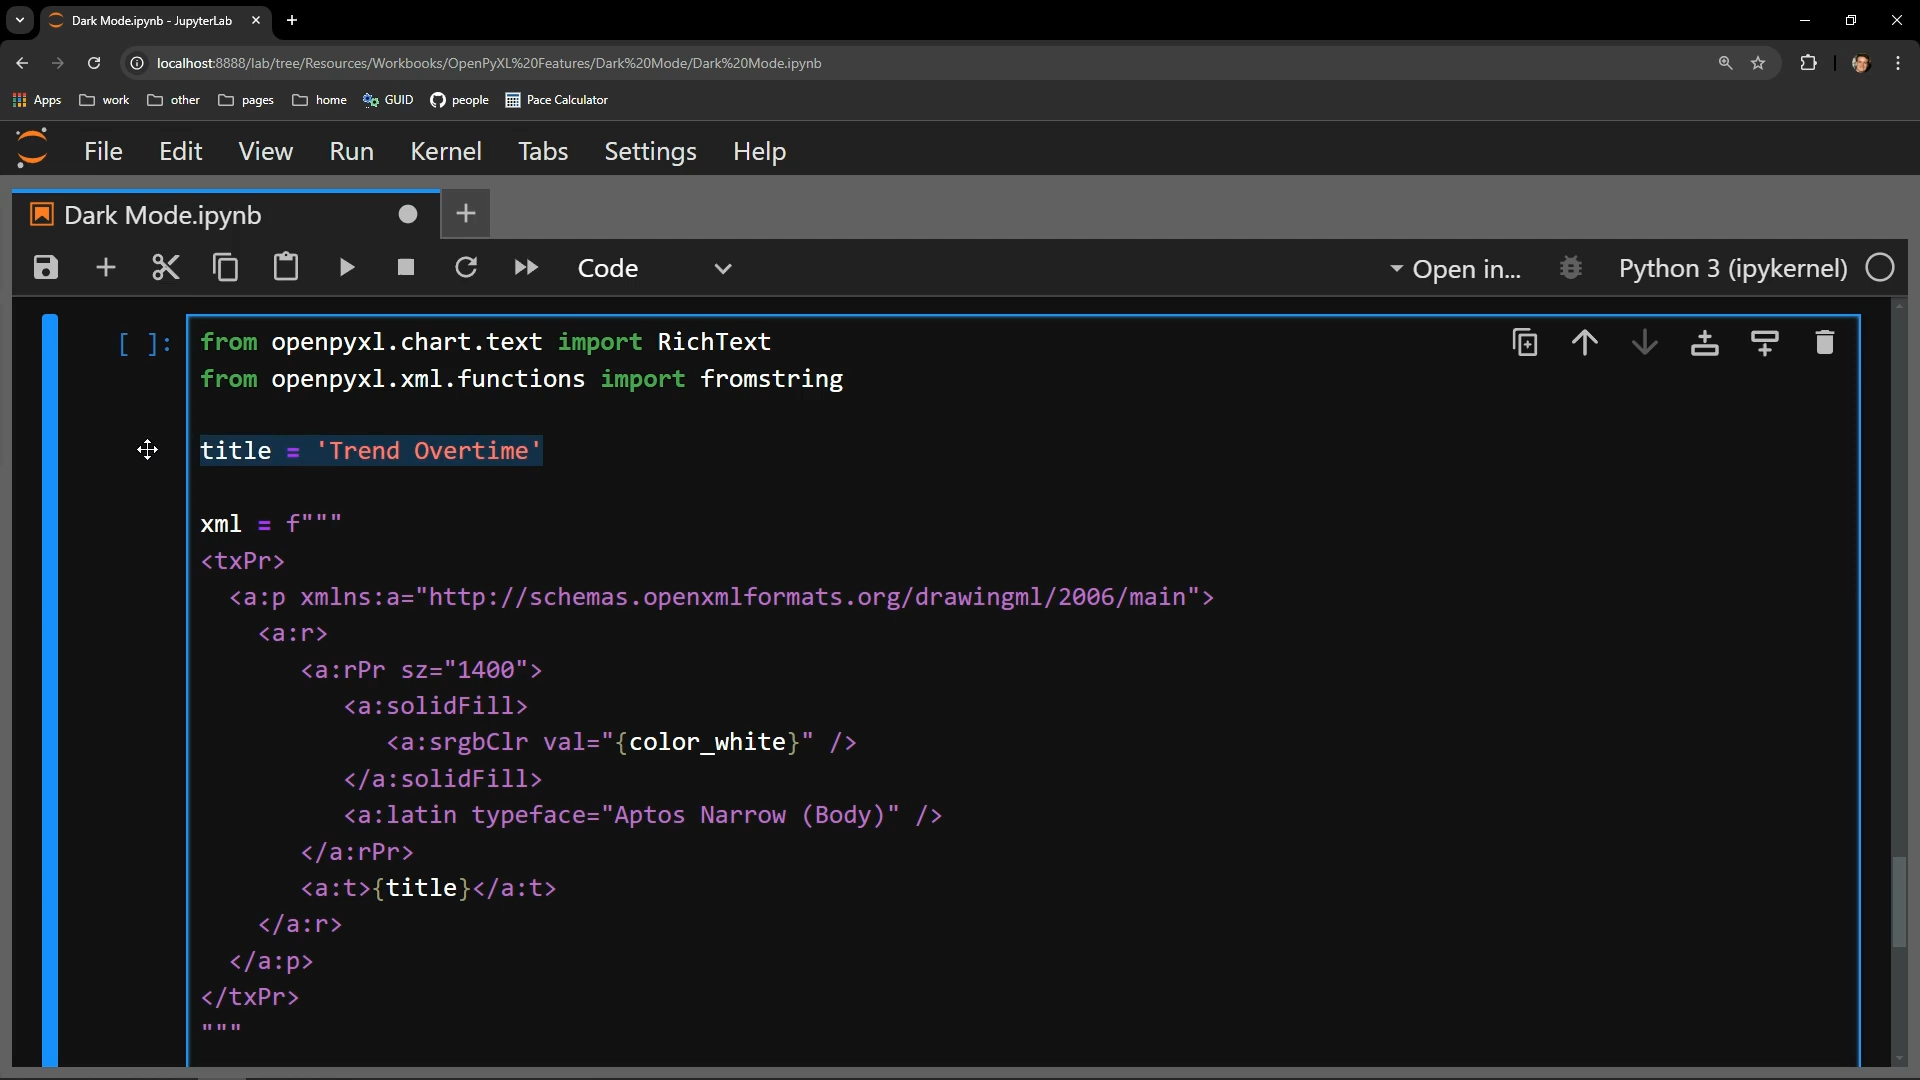 Dark Mode.ipynb - JupyterLab
localhost:8888/lab/tree/Resources/Workbooks/OpenPyXL%20Features/Dark%20Mode/Dark%20Mode.ipynb
Apps work other pages home GUID people Pace Calculator
File Edit View Run Kernel Tabs Settings Help
Dark Mode.ipynb
Code Open in... Python 3 (ipykernel)
[ ]: from openpyxl.chart.text import RichText
from openpyxl.xml.functions import fromstring
title = 'Trend Overtime'
xml = f"""
<txPr>
<a:p xmlns:a="http://schemas.openxmlformats.org/drawingml/2006/main">
<a:r>
<a:rPr sz="1400">
<a:solidFill>
<a:srgbClr val="{color_white}" />
</a:solidFill>
<a:latin typeface="Aptos Narrow (Body)" />
</a:rPr>
<a:t>{title}</a:t>
</a:r>
</a:p>
</txPr>
"""